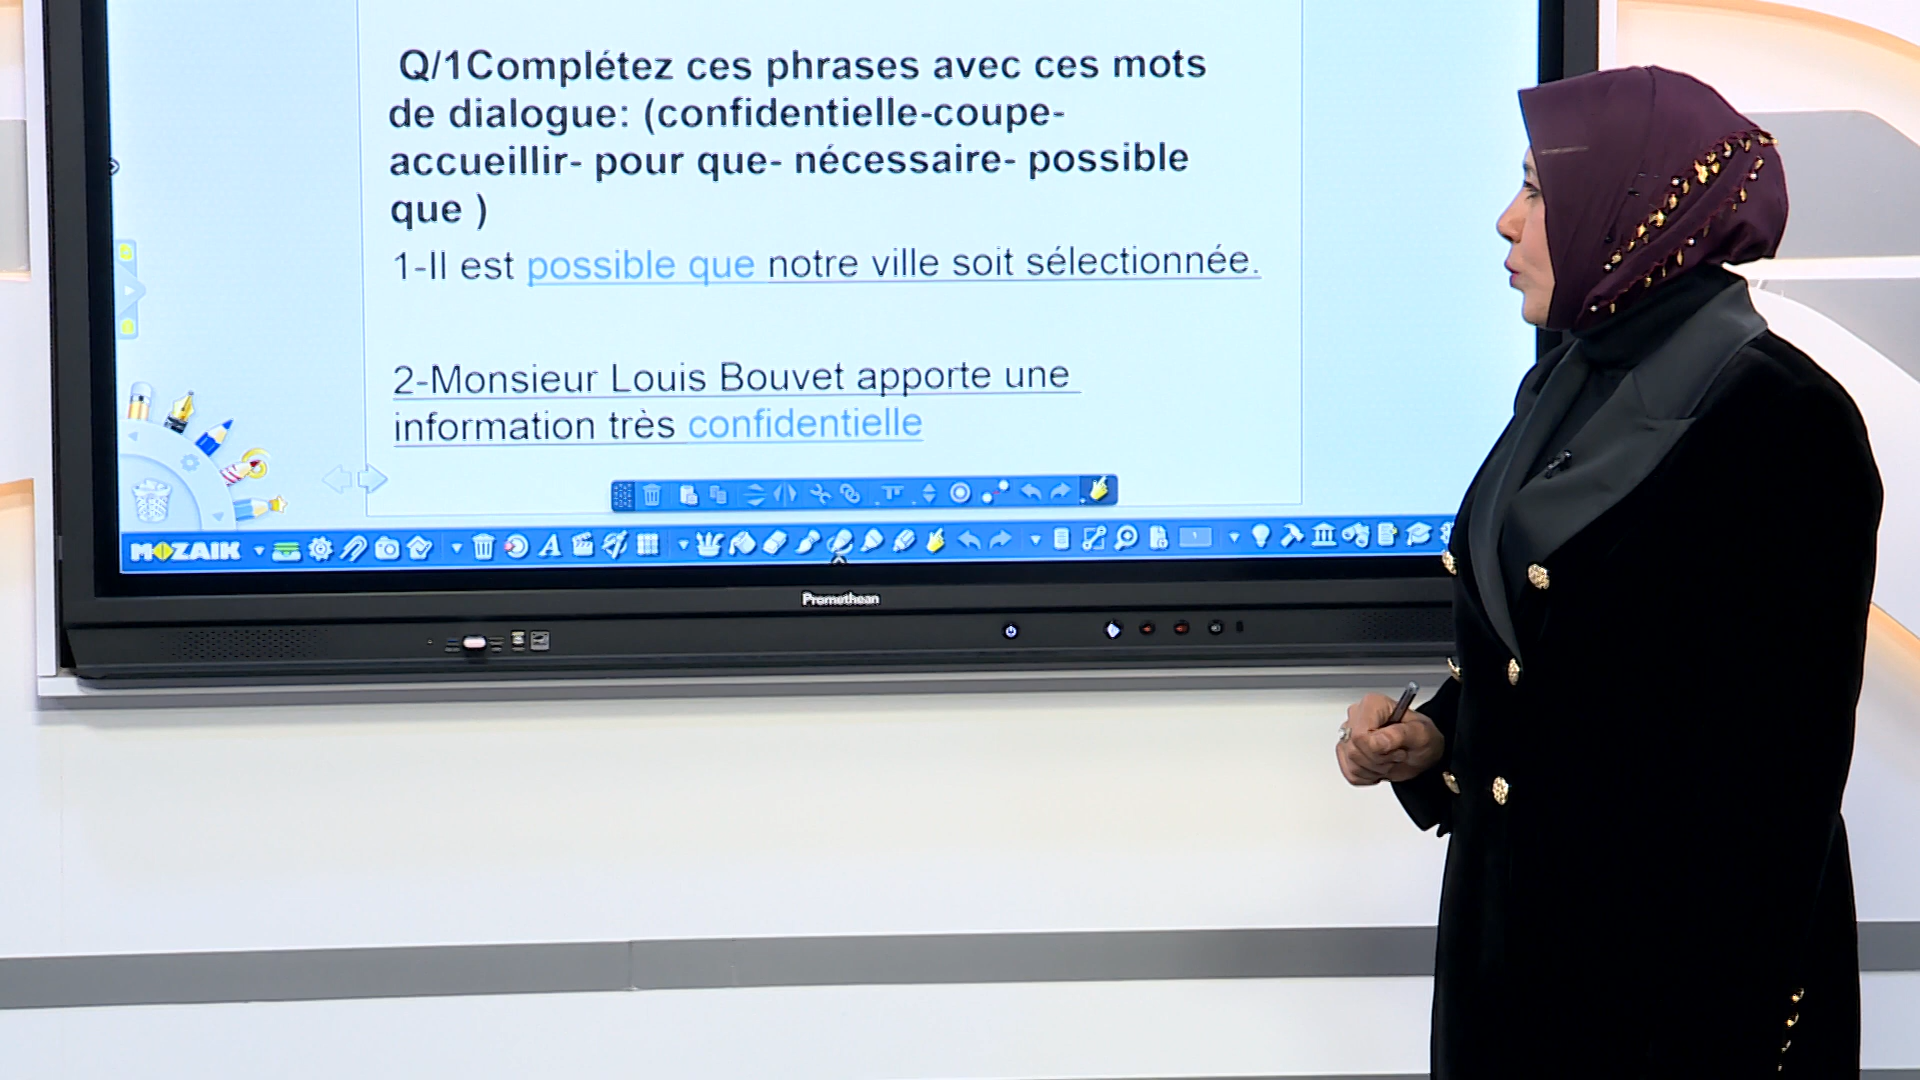 Q/1Complétez ces phrases avec ces mots
de dialogue: (confidentielle-coupe-
accueillir- pour que- nécessaire- possible
que )
1-Il est possible que notre ville soit sélectionnée.
2-Monsieur Louis Bouvet apporte une
information très confidentielle
MOZAIK
Promethean